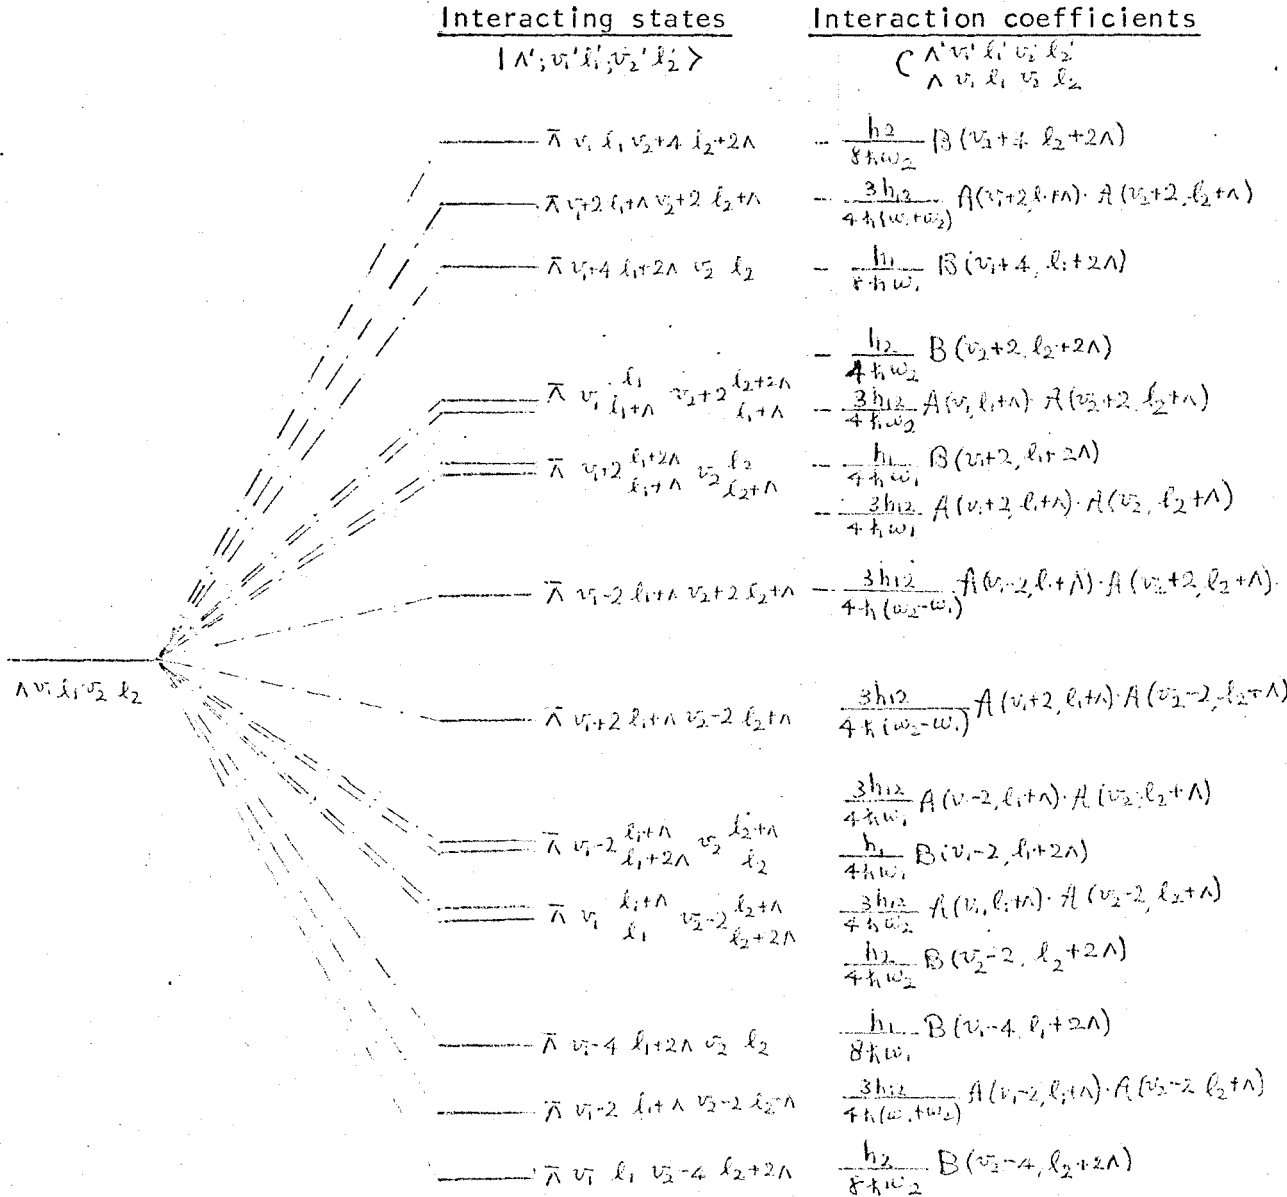 Interacting states Interaction coefficients
|Λ'; v₁' l₁'; v₂' l₂'> C Λ' v₁' l₁' v₂' l₂'
Λ v₁ l₁ v₂ l₂
Λ̄ v₁ l₁ v₂+4 l₂+2Λ - h₂/8ħω₂ B(v₂+4 l₂+2Λ)
Λ̄ v₁+2 l₁+Λ v₂+2 l₂+Λ - 3h₁₂/4ħ(ω₁+ω₂) A(v₁+2, l₁+Λ)·A(v₂+2, l₂+Λ)
Λ̄ v₁+4 l₁+2Λ v₂ l₂ - h₁/8ħω₁ B(v₁+4, l₁+2Λ)
- h₂/4ħω₂ B(v₂+2, l₂+2Λ)
Λ̄ v₁ l₁ v₂+2 l₂+2Λ
l₁+Λ l₁+Λ - 3h₁₂/4ħω₂ A(v₁, l₁+Λ)·A(v₂+2, l₂+Λ)
Λ̄ v₁+2 l₁+2Λ v₂ l₂ - h₁/4ħω₁ B(v₁+2, l₁+2Λ)
l₁+Λ l₂+Λ
- 3h₁₂/4ħω₁ A(v₁+2, l₁+Λ)·A(v₂, l₂+Λ)
Λ̄ v₁-2 l₁+Λ v₂+2 l₂+Λ - 3h₁₂/4ħ(ω₂-ω₁) A(v₁-2, l₁+Λ)·A(v₂+2, l₂+Λ).
Λ v₁ l₁ v₂ l₂
Λ̄ v₁+2 l₁+Λ v₂-2 l₂+Λ 3h₁₂/4ħ(ω₂-ω₁) A(v₁+2, l₁+Λ)·A(v₂-2, l₂+Λ)
3h₁₂/4ħω₁ A(v₁-2, l₁+Λ)·A(v₂, l₂+Λ)
Λ̄ v₁-2 l₁+Λ v₂ l₂+Λ
l₁+2Λ l₂ h₁/4ħω₁ B(v₁-2, l₁+2Λ)
Λ̄ v₁ l₁+Λ v₂-2 l₂+Λ 3h₁₂/4ħω₂ A(v₁, l₁+Λ)·A(v₂-2, l₂+Λ)
l₁ l₂+2Λ
h₂/4ħω₂ B(v₂-2, l₂+2Λ)
Λ̄ v₁-4 l₁+2Λ v₂ l₂ h₁/8ħω₁ B(v₁-4, l₁+2Λ)
Λ̄ v₁-2 l₁+Λ v₂-2 l₂-Λ 3h₁₂/4ħ(ω₁+ω₂) A(v₁-2, l₁+Λ)·A(v₂-2 l₂+Λ)
Λ̄ v₁ l₁ v₂-4 l₂+2Λ h₂/8ħω₂ B(v₂-4, l₂+2Λ)